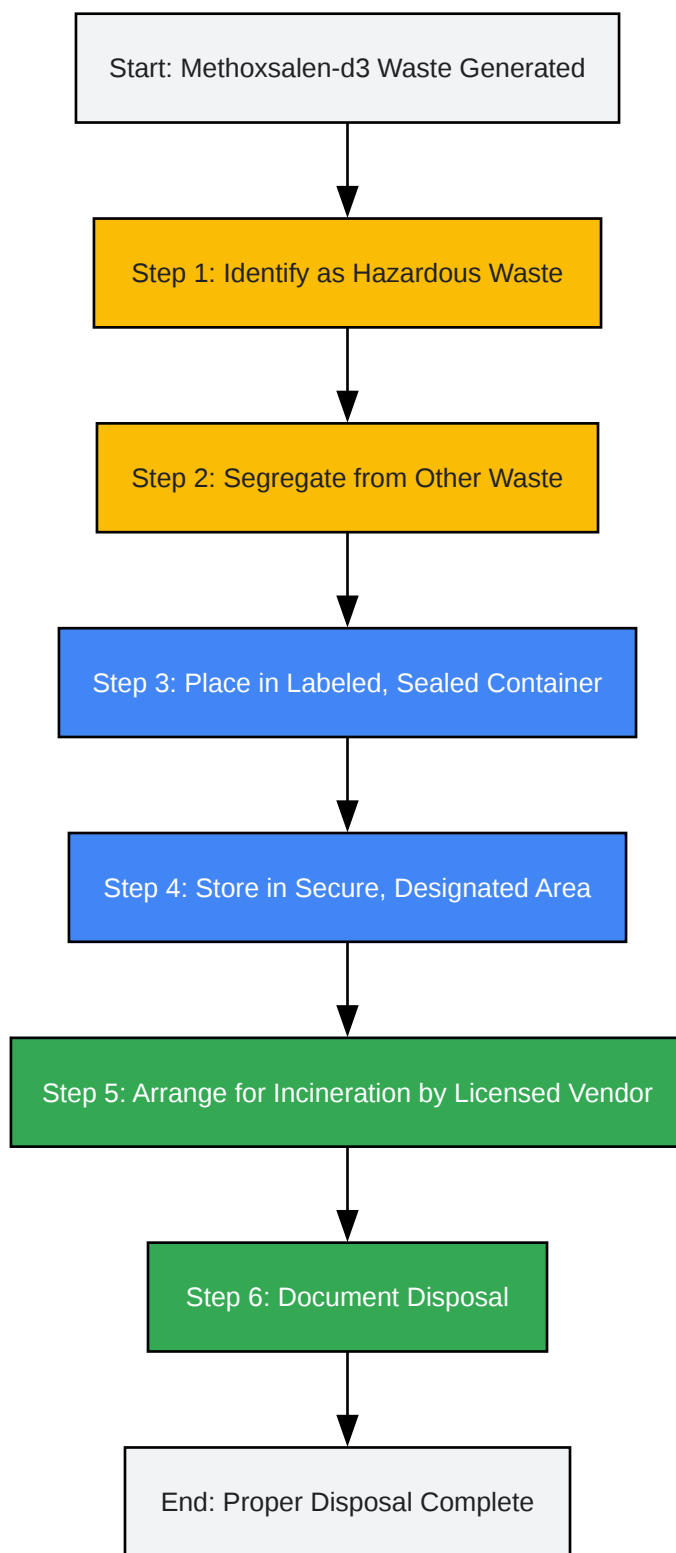 Start: Methoxsalen-d3 Waste Generated
Step 1: Identify as Hazardous Waste
Step 2: Segregate from Other Waste
Step 3: Place in Labeled, Sealed Container
Step 4: Store in Secure, Designated Area
Step 5: Arrange for Incineration by Licensed Vendor
Step 6: Document Disposal
End: Proper Disposal Complete